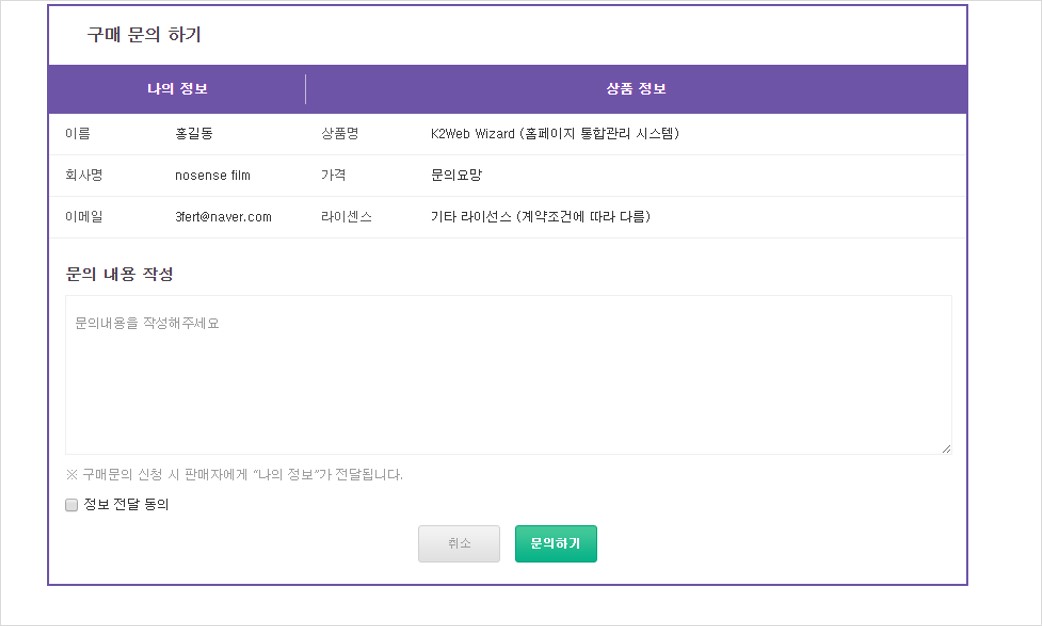 구매 문의 하기
나의 정보 상품 정보
이름 홍길동 상품명 K2Web Wizard (홈페이지 통합관리 시스템)
회사명 nosense film 가격 문의요망
이메일 3fert@naver.com 라이센스 기타 라이선스 (계약조건에 따라 다름)
문의 내용 작성
문의내용을 작성해주세요
※ 구매문의 신청 시 판매자에게 “나의 정보”가 전달됩니다.
정보 전달 동의
취소 문의하기